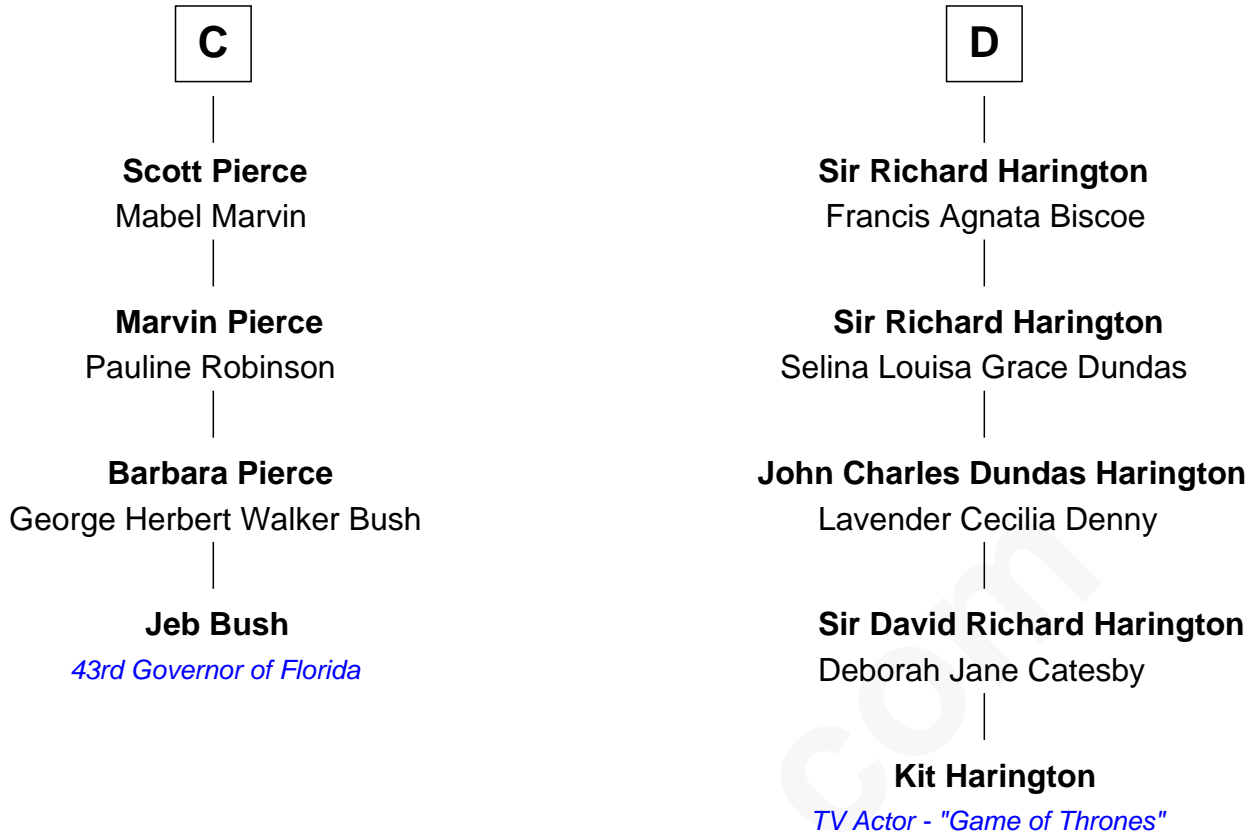 C
Scott Pierce
Mabel Marvin
Marvin Pierce
Pauline Robinson
Barbara Pierce
George Herbert Walker Bush
Jeb Bush
43rd Governor of Florida
D
Sir Richard Harington
Francis Agnata Biscoe
Sir Richard Harington
Selina Louisa Grace Dundas
John Charles Dundas Harington
Lavender Cecilia Denny
Sir David Richard Harington
Deborah Jane Catesby
Kit Harington
TV Actor - "Game of Thrones"
com